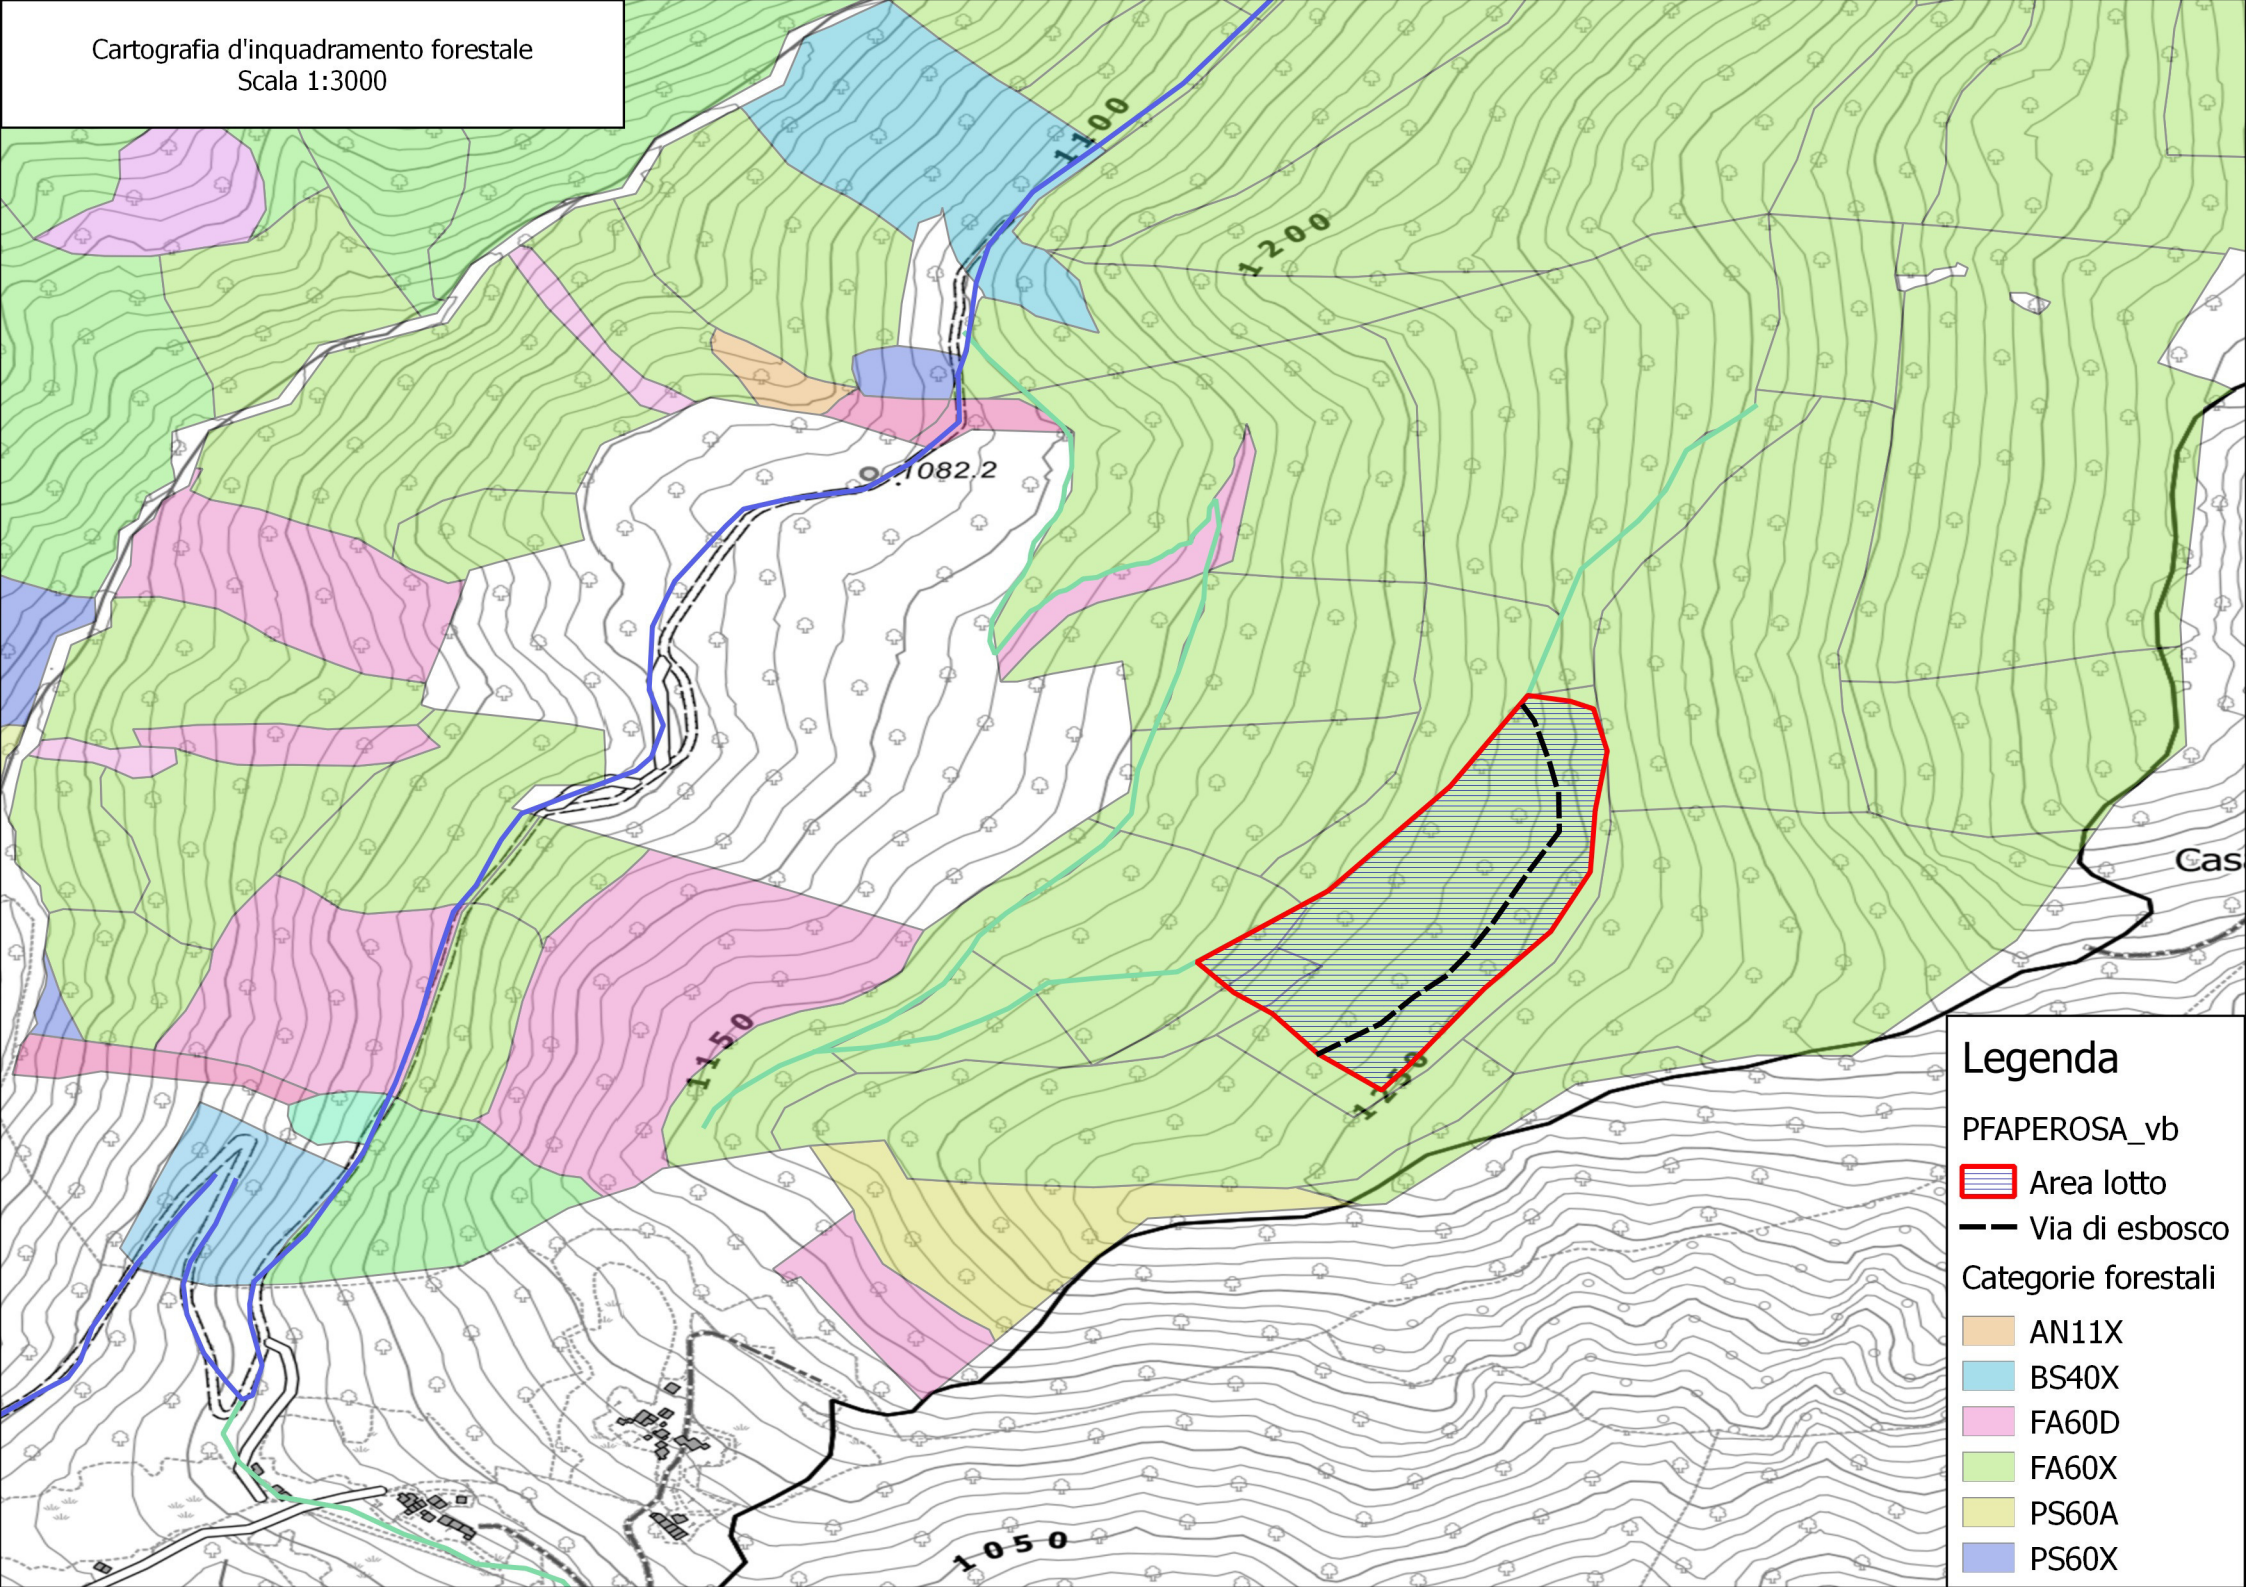 Cartografia d'inquadramento forestale
Scala 1:3000
1100
1200
1082.2
Cas
1150
1250
1050
Legenda
PFAPEROSA_vb
Area lotto
Via di esbosco
Categorie forestali
AN11X
BS40X
FA60D
FA60X
PS60A
PS60X